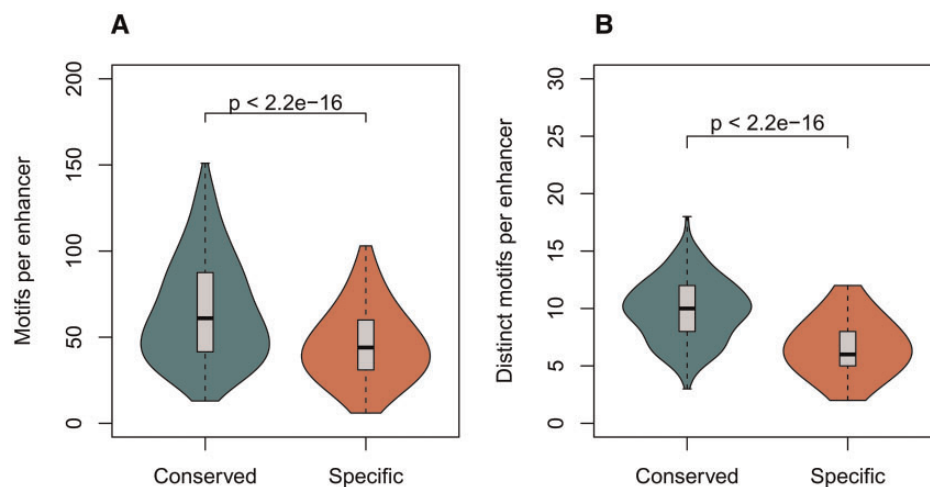 A
Motifs per enhancer
200
150
100
50
0
p < 2.2e−16
Conserved
Specific
B
Distinct motifs per enhancer
30
25
20
15
10
5
0
p < 2.2e−16
Conserved
Specific